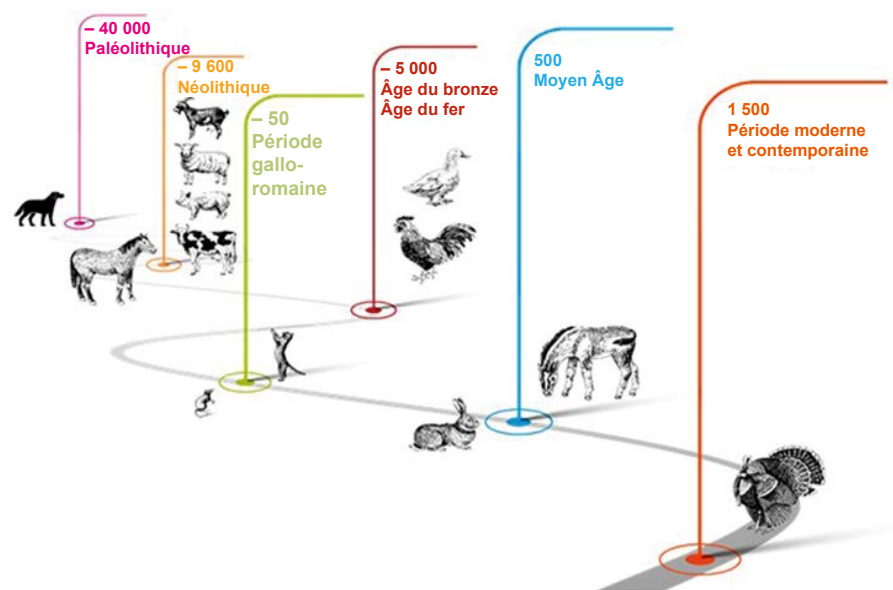 – 40 000
Paléolithique
– 9 600
Néolithique
– 50
Période
gallo-
romaine
– 5 000
Âge du bronze
Âge du fer
500
Moyen Âge
1 500
Période moderne
et contemporaine